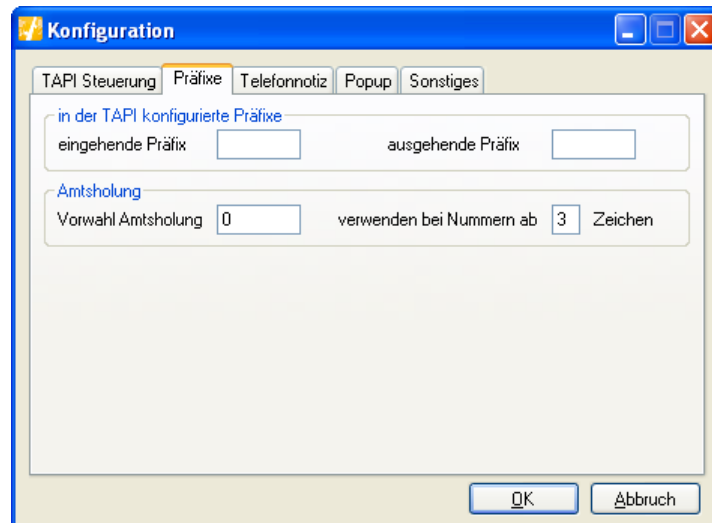 Konfiguration
TAPI Steuerung Präfixe Telefonnotiz Popup Sonstiges
in der TAPI konfigurierte Präfixe
eingehende Präfix ausgehende Präfix
Amtsholung
Vorwahl Amtsholung 0 verwenden bei Nummern ab 3 Zeichen
OK Abbruch